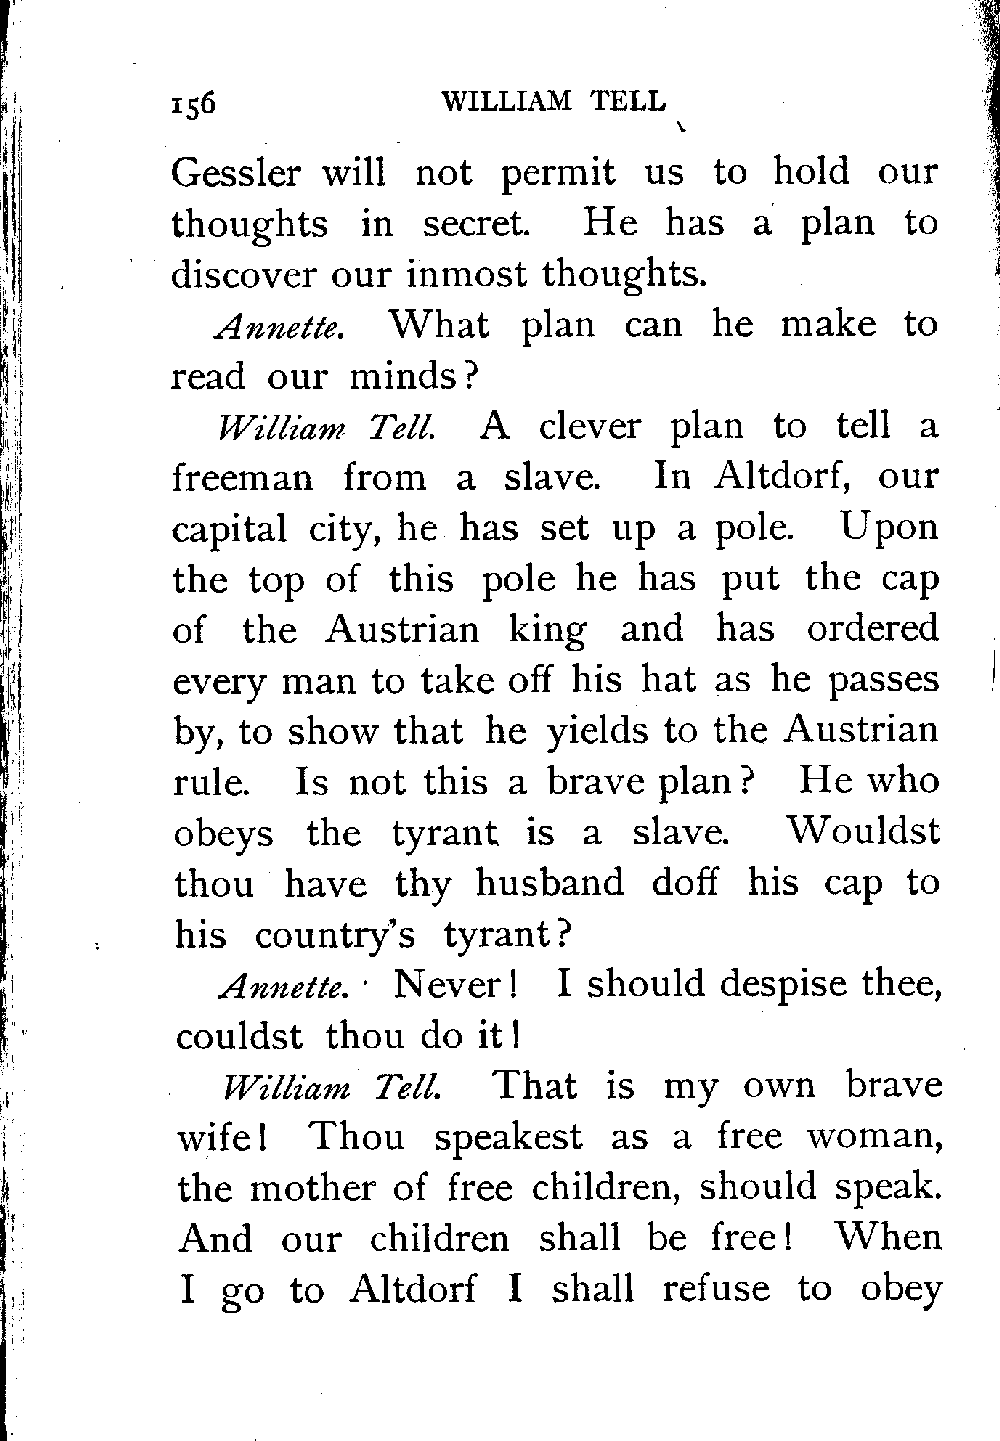 156 WILLIAM TELL
Gessler will not permit us to hold our
thoughts in secret. He has a plan to
discover our inmost thoughts.
Annette. What plan can he make to
read our minds?
William Tell. A clever plan to tell a
freeman from a slave. In Altdorf, our
capital city, he has set up a pole. Upon
the top of this pole he has put the cap
of the Austrian king and has ordered
every man to take off his hat as he passes
by, to show that he yields to the Austrian
rule. Is not this a brave plan? He who
obeys the tyrant is a slave. Wouldst
thou have thy husband doff his cap to
his country's tyrant?
Annette. Never! I should despise thee,
couldst thou do it!
William Tell. That is my own brave
wife! Thou speakest as a free woman,
the mother of free children, should speak.
And our children shall be free! When
I go to Altdorf I shall refuse to obey